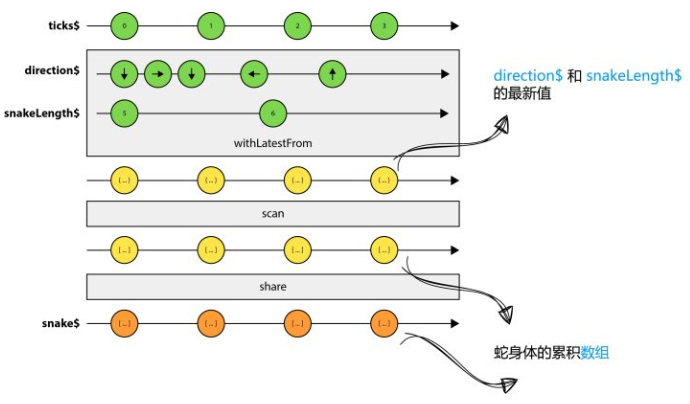 ticks$
0
1
2
3
direction$
snakeLength$
5
6
withLatestFrom
direction$ 和 snakeLength$
的最新值
[...]
[...]
[...]
[...]
scan
[...]
[...]
[...]
[...]
share
snake$
[...]
[...]
[...]
[...]
蛇身体的累积数组